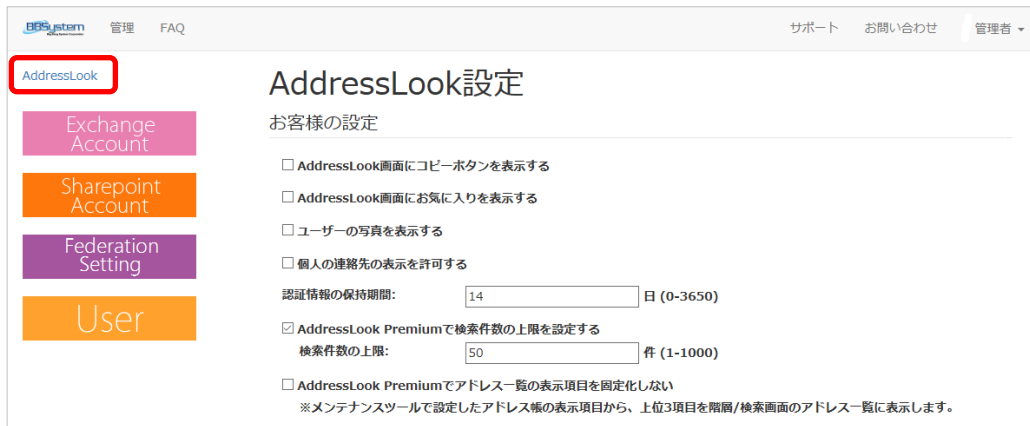 BBSystem 管理 FAQ サポート お問い合わせ 管理者
AddressLook
AddressLook設定
お客様の設定
Exchange
Account
Sharepoint
Account
Federation
Setting
User
AddressLook画面にコピーボタンを表示する
AddressLook画面にお気に入りを表示する
ユーザーの写真を表示する
個人の連絡先の表示を許可する
認証情報の保持期間: 14 日 (0-3650)
AddressLook Premiumで検索件数の上限を設定する
検索件数の上限: 50 件 (1-1000)
AddressLook Premiumでアドレス一覧の表示項目を固定化しない
※メンテナンスツールで設定したアドレス帳の表示項目から、上位3項目を階層/検索画面のアドレス一覧に表示します。